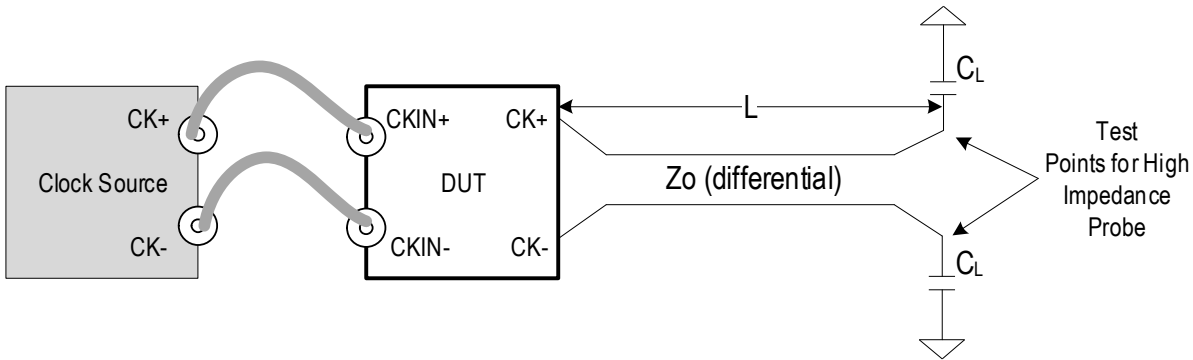 CK+
Clock Source
CK-
CKIN+
CK+
DUT
CKIN-
CK-
L
Zo (differential)
CL
CL
Test
Points for High
Impedance
Probe